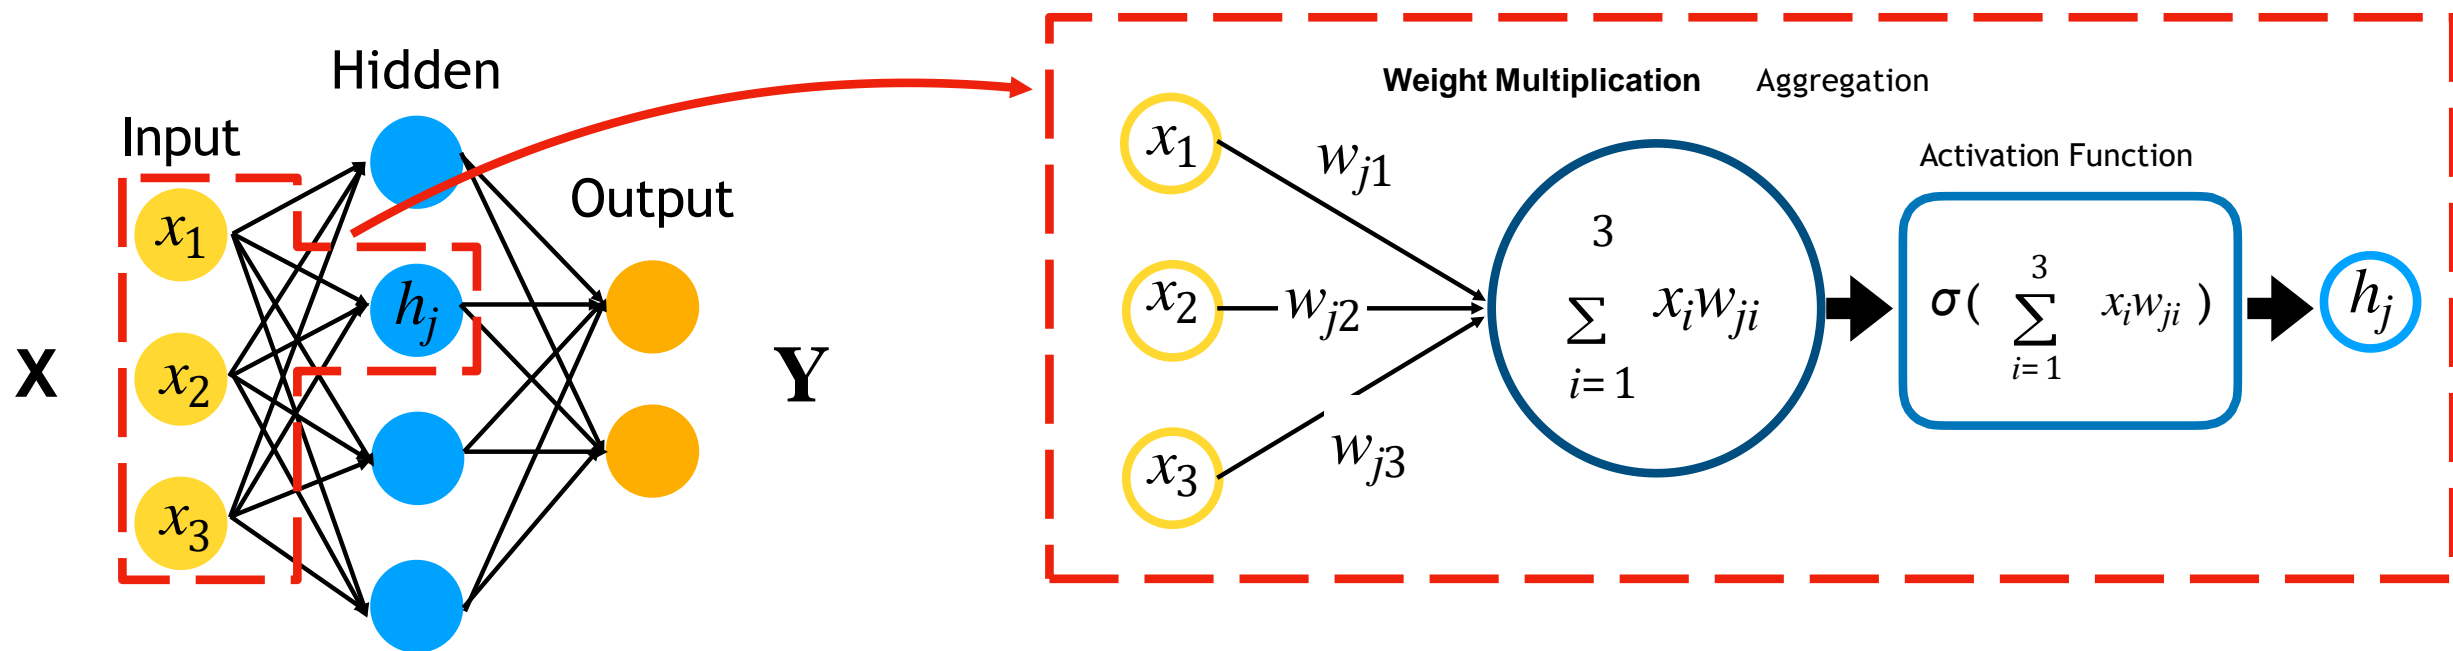 Hidden
Input
Output
x1
x2
x3
hj
X
Y
Weight Multiplication
Aggregation
Activation Function
x1
x2
x3
wj1
wj2
wj3
3
∑ xiwji
i=1
3
σ( ∑ xiwji )
i=1
hj